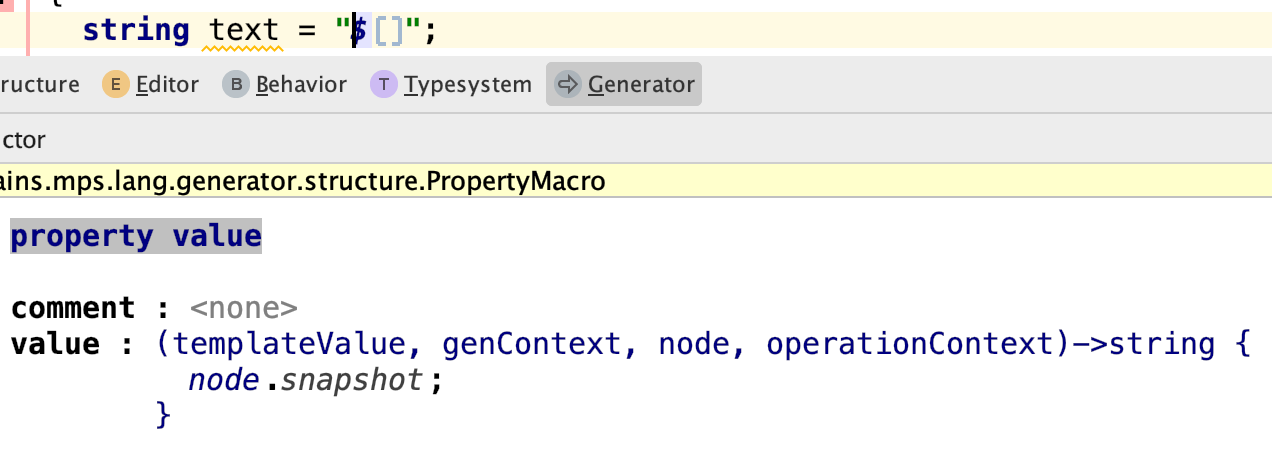 string text = "$[]";
ructure E Editor B Behavior T Typesystem Generator
ctor
ains.mps.lang.generator.structure.PropertyMacro
property value
comment : <none>
value : (templateValue, genContext, node, operationContext)->string {
node.snapshot;
}